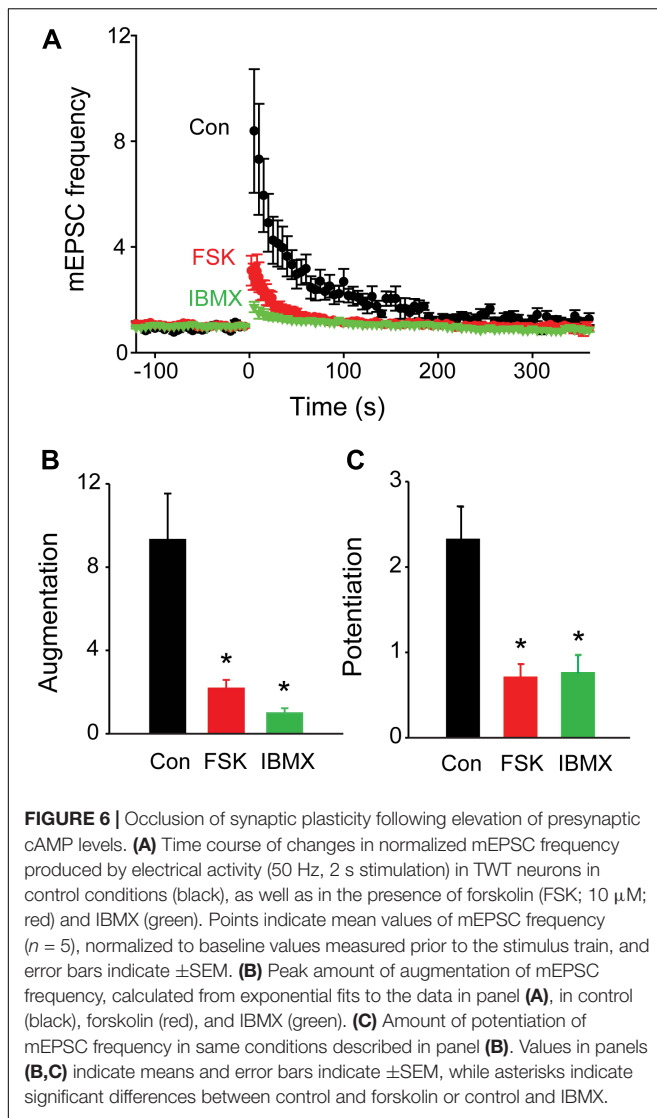 A
12
8
4
0
mEPSC frequency
Con
FSK
IBMX
-100 0 100 200 300
Time (s)
B
12
8
4
0
Augmentation
*
*
Con FSK IBMX
C
3
2
1
0
Potentiation
*
*
Con FSK IBMX
FIGURE 6 | Occlusion of synaptic plasticity following elevation of presynaptic
cAMP levels. (A) Time course of changes in normalized mEPSC frequency
produced by electrical activity (50 Hz, 2 s stimulation) in TWT neurons in
control conditions (black), as well as in the presence of forskolin (FSK; 10 μM;
red) and IBMX (green). Points indicate mean values of mEPSC frequency
(n = 5), normalized to baseline values measured prior to the stimulus train, and
error bars indicate ±SEM. (B) Peak amount of augmentation of mEPSC
frequency, calculated from exponential fits to the data in panel (A), in control
(black), forskolin (red), and IBMX (green). (C) Amount of potentiation of
mEPSC frequency in same conditions described in panel (B). Values in panels
(B,C) indicate means and error bars indicate ±SEM, while asterisks indicate
significant differences between control and forskolin or control and IBMX.